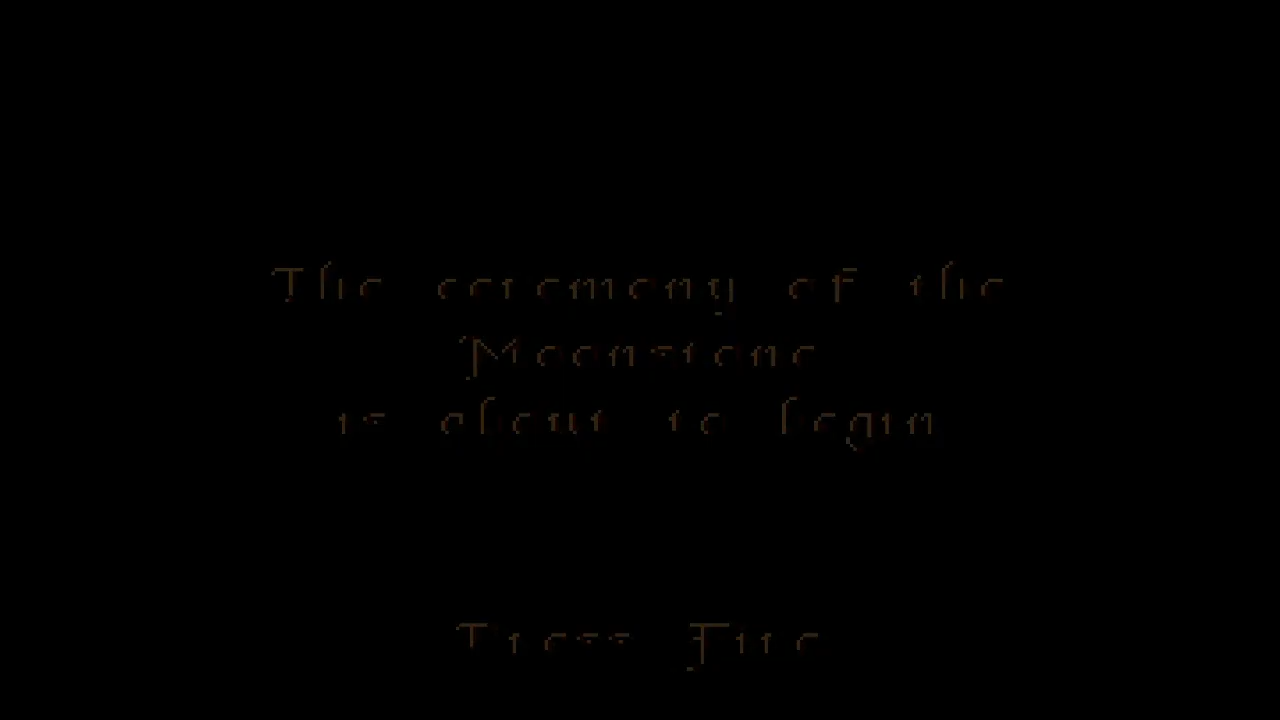 The ceremony of the
Moonstone
is about to begin
Press Fire